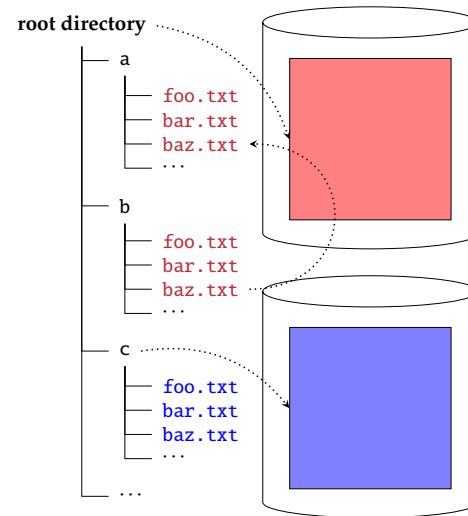 root directory
a
foo.txt
bar.txt
baz.txt
...
b
foo.txt
bar.txt
baz.txt
...
c
foo.txt
bar.txt
baz.txt
...
...